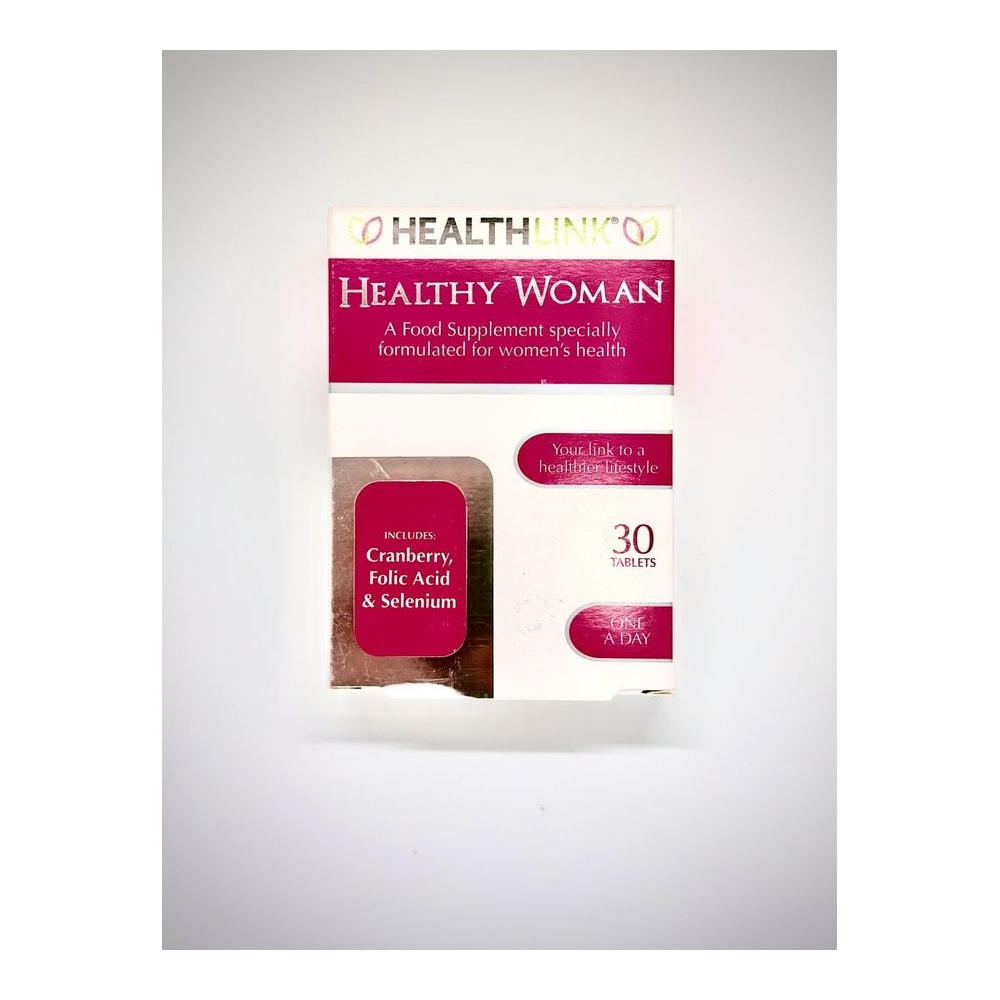 HEALTHLINK®
HEALTHY WOMAN
A Food Supplement specially
formulated for women's health
Your link to a
healthier lifestyle
30
TABLETS
INCLUDES:
Cranberry,
Folic Acid
& Selenium
ONE
A DAY